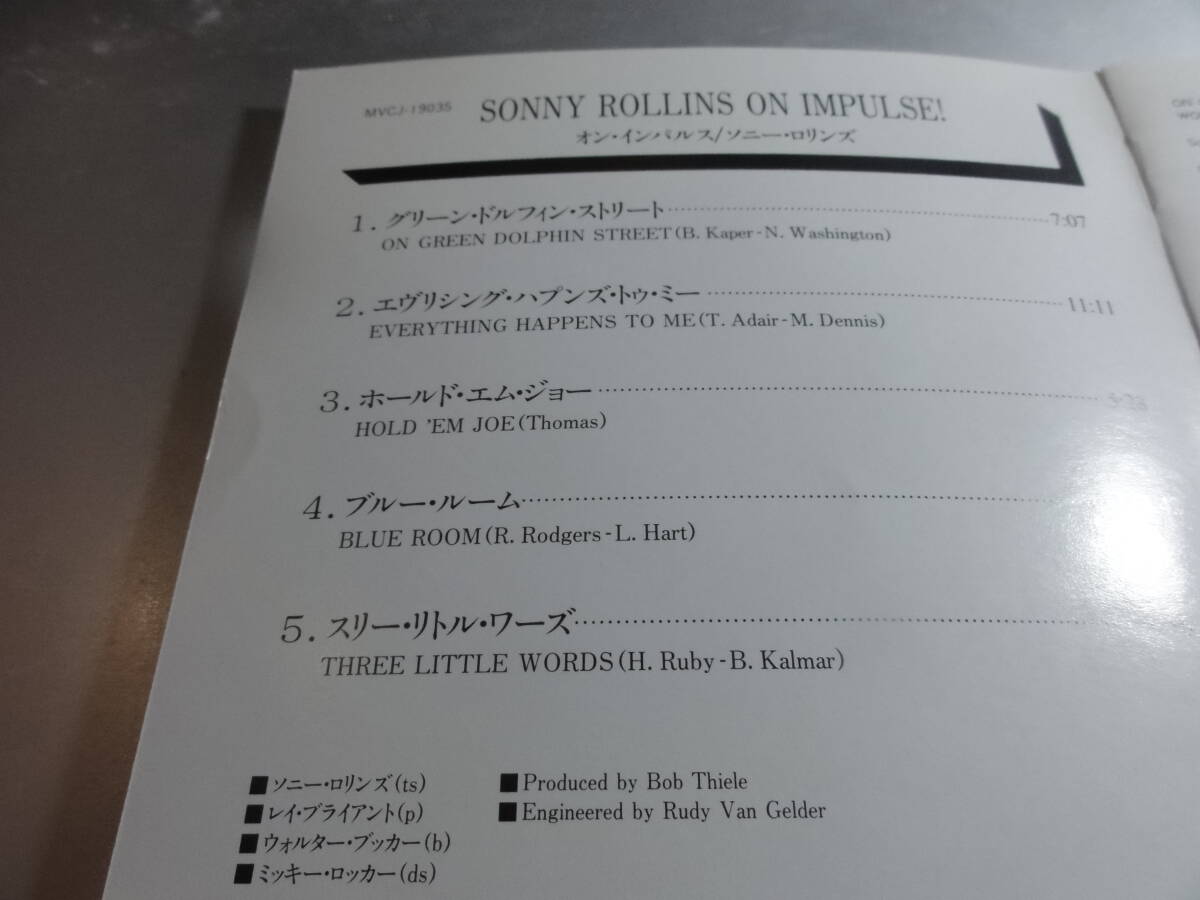 MVCJ-19035
SONNY ROLLINS ON IMPULSE!
オン・インパルス/ソニー・ロリンズ
1. グリーン・ドルフィン・ストリート 7:07
ON GREEN DOLPHIN STREET(B. Kaper-N. Washington)
2. エヴリシング・ハプンズ・トゥ・ミー 11:11
EVERYTHING HAPPENS TO ME(T. Adair-M. Dennis)
3. ホールド・エム・ジョー
HOLD 'EM JOE(Thomas)
4. ブルー・ルーム
BLUE ROOM(R. Rodgers-L. Hart)
5. スリー・リトル・ワーズ
THREE LITTLE WORDS(H. Ruby-B. Kalmar)
■ソニー・ロリンズ(ts)
■レイ・ブライアント(p)
■ウォルター・ブッカー(b)
■ミッキー・ロッカー(ds)
■Produced by Bob Thiele
■Engineered by Rudy Van Gelder